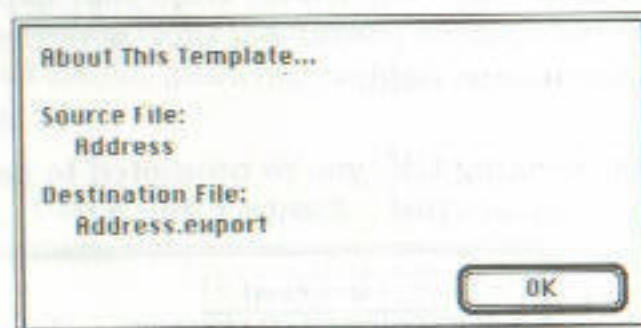 About This Template...
Source File:
Address
Destination File:
Address.export
OK